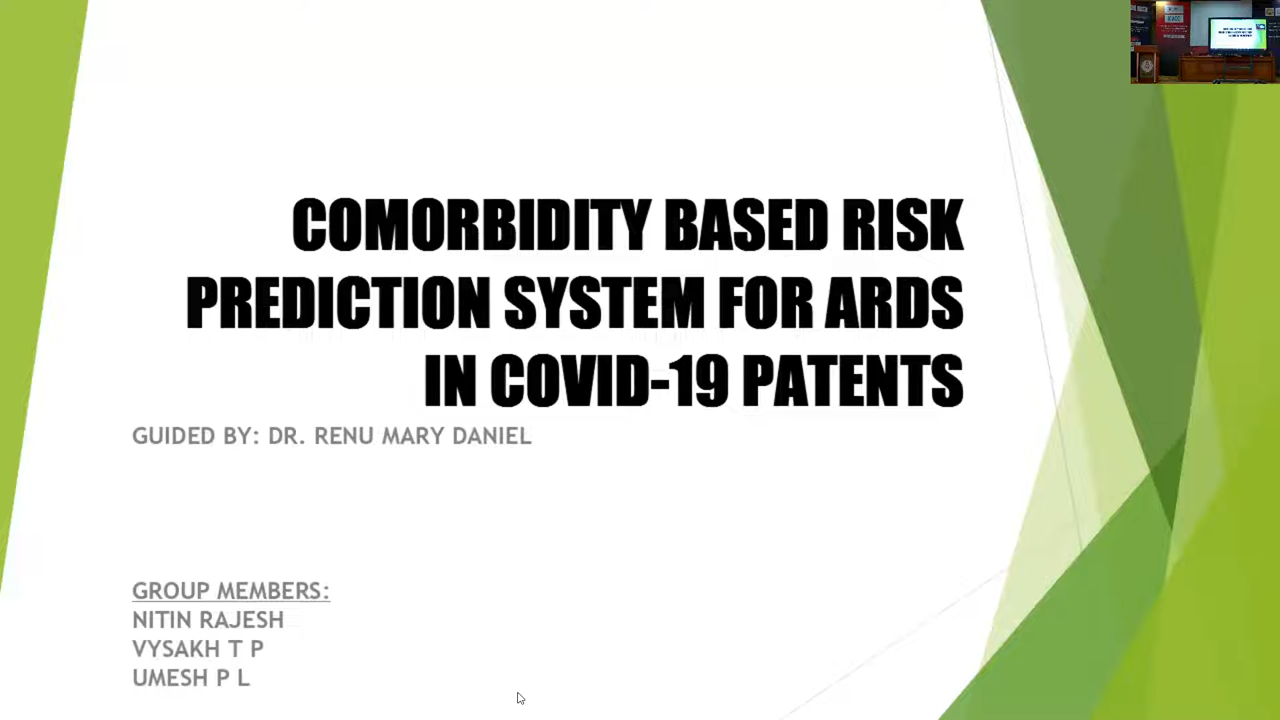 COMORBIDITY BASED RISK
PREDICTION SYSTEM FOR ARDS
IN COVID-19 PATENTS
GUIDED BY: DR. RENU MARY DANIEL
GROUP MEMBERS:
NITIN RAJESH
VYSAKH T P
UMESH P L